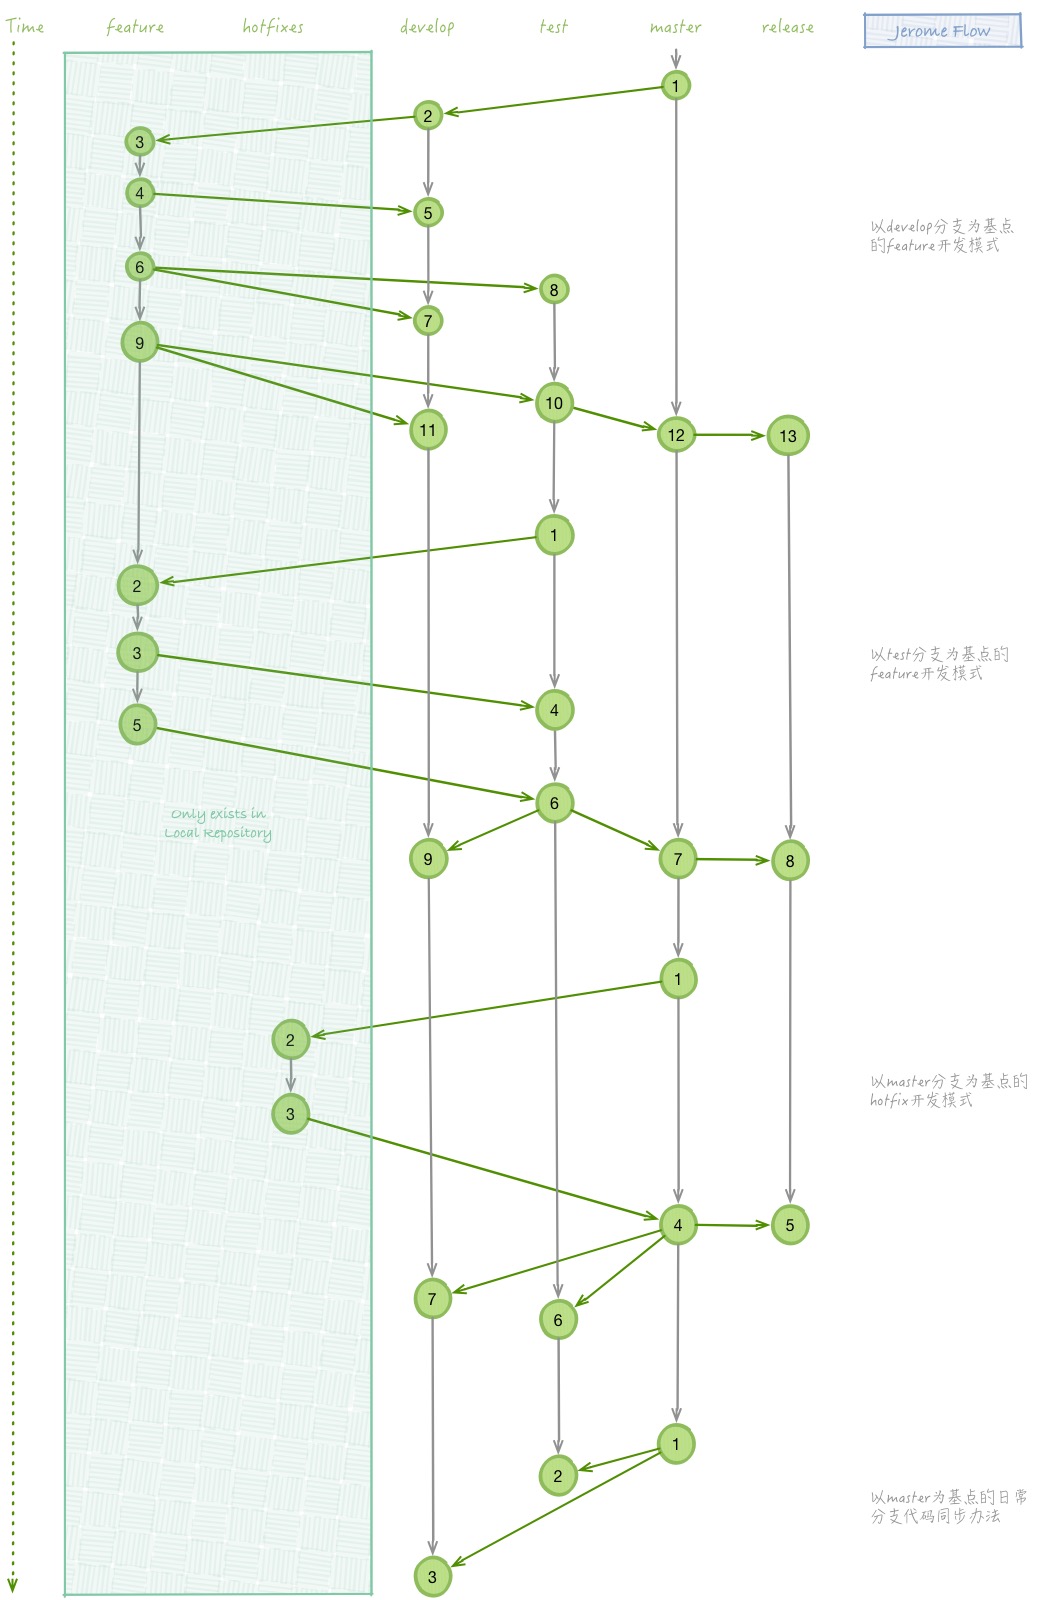 Time feature hotfixes develop test master release Jerome Flow
1
2
3
4
5
以develop分支为基点
的feature开发模式
6
8
7
9
10
11
12
13
1
2
3
以test分支为基点的
feature开发模式
4
5
6
Only exists in
Local Repository
9
7
8
1
2
以master分支为基点的
hotfix开发模式
3
4
5
7
6
1
2
以master为基点的日常
分支代码同步办法
3